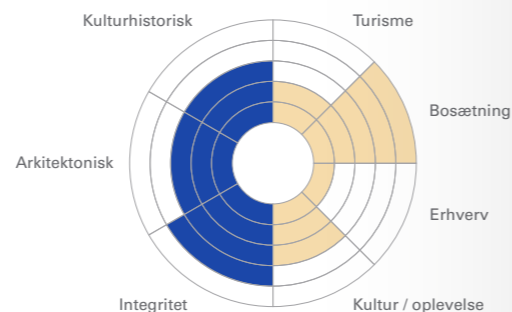 Kulturhistorisk
Turisme
Bosætning
Arkitektonisk
Erhverv
Integritet
Kultur / oplevelse